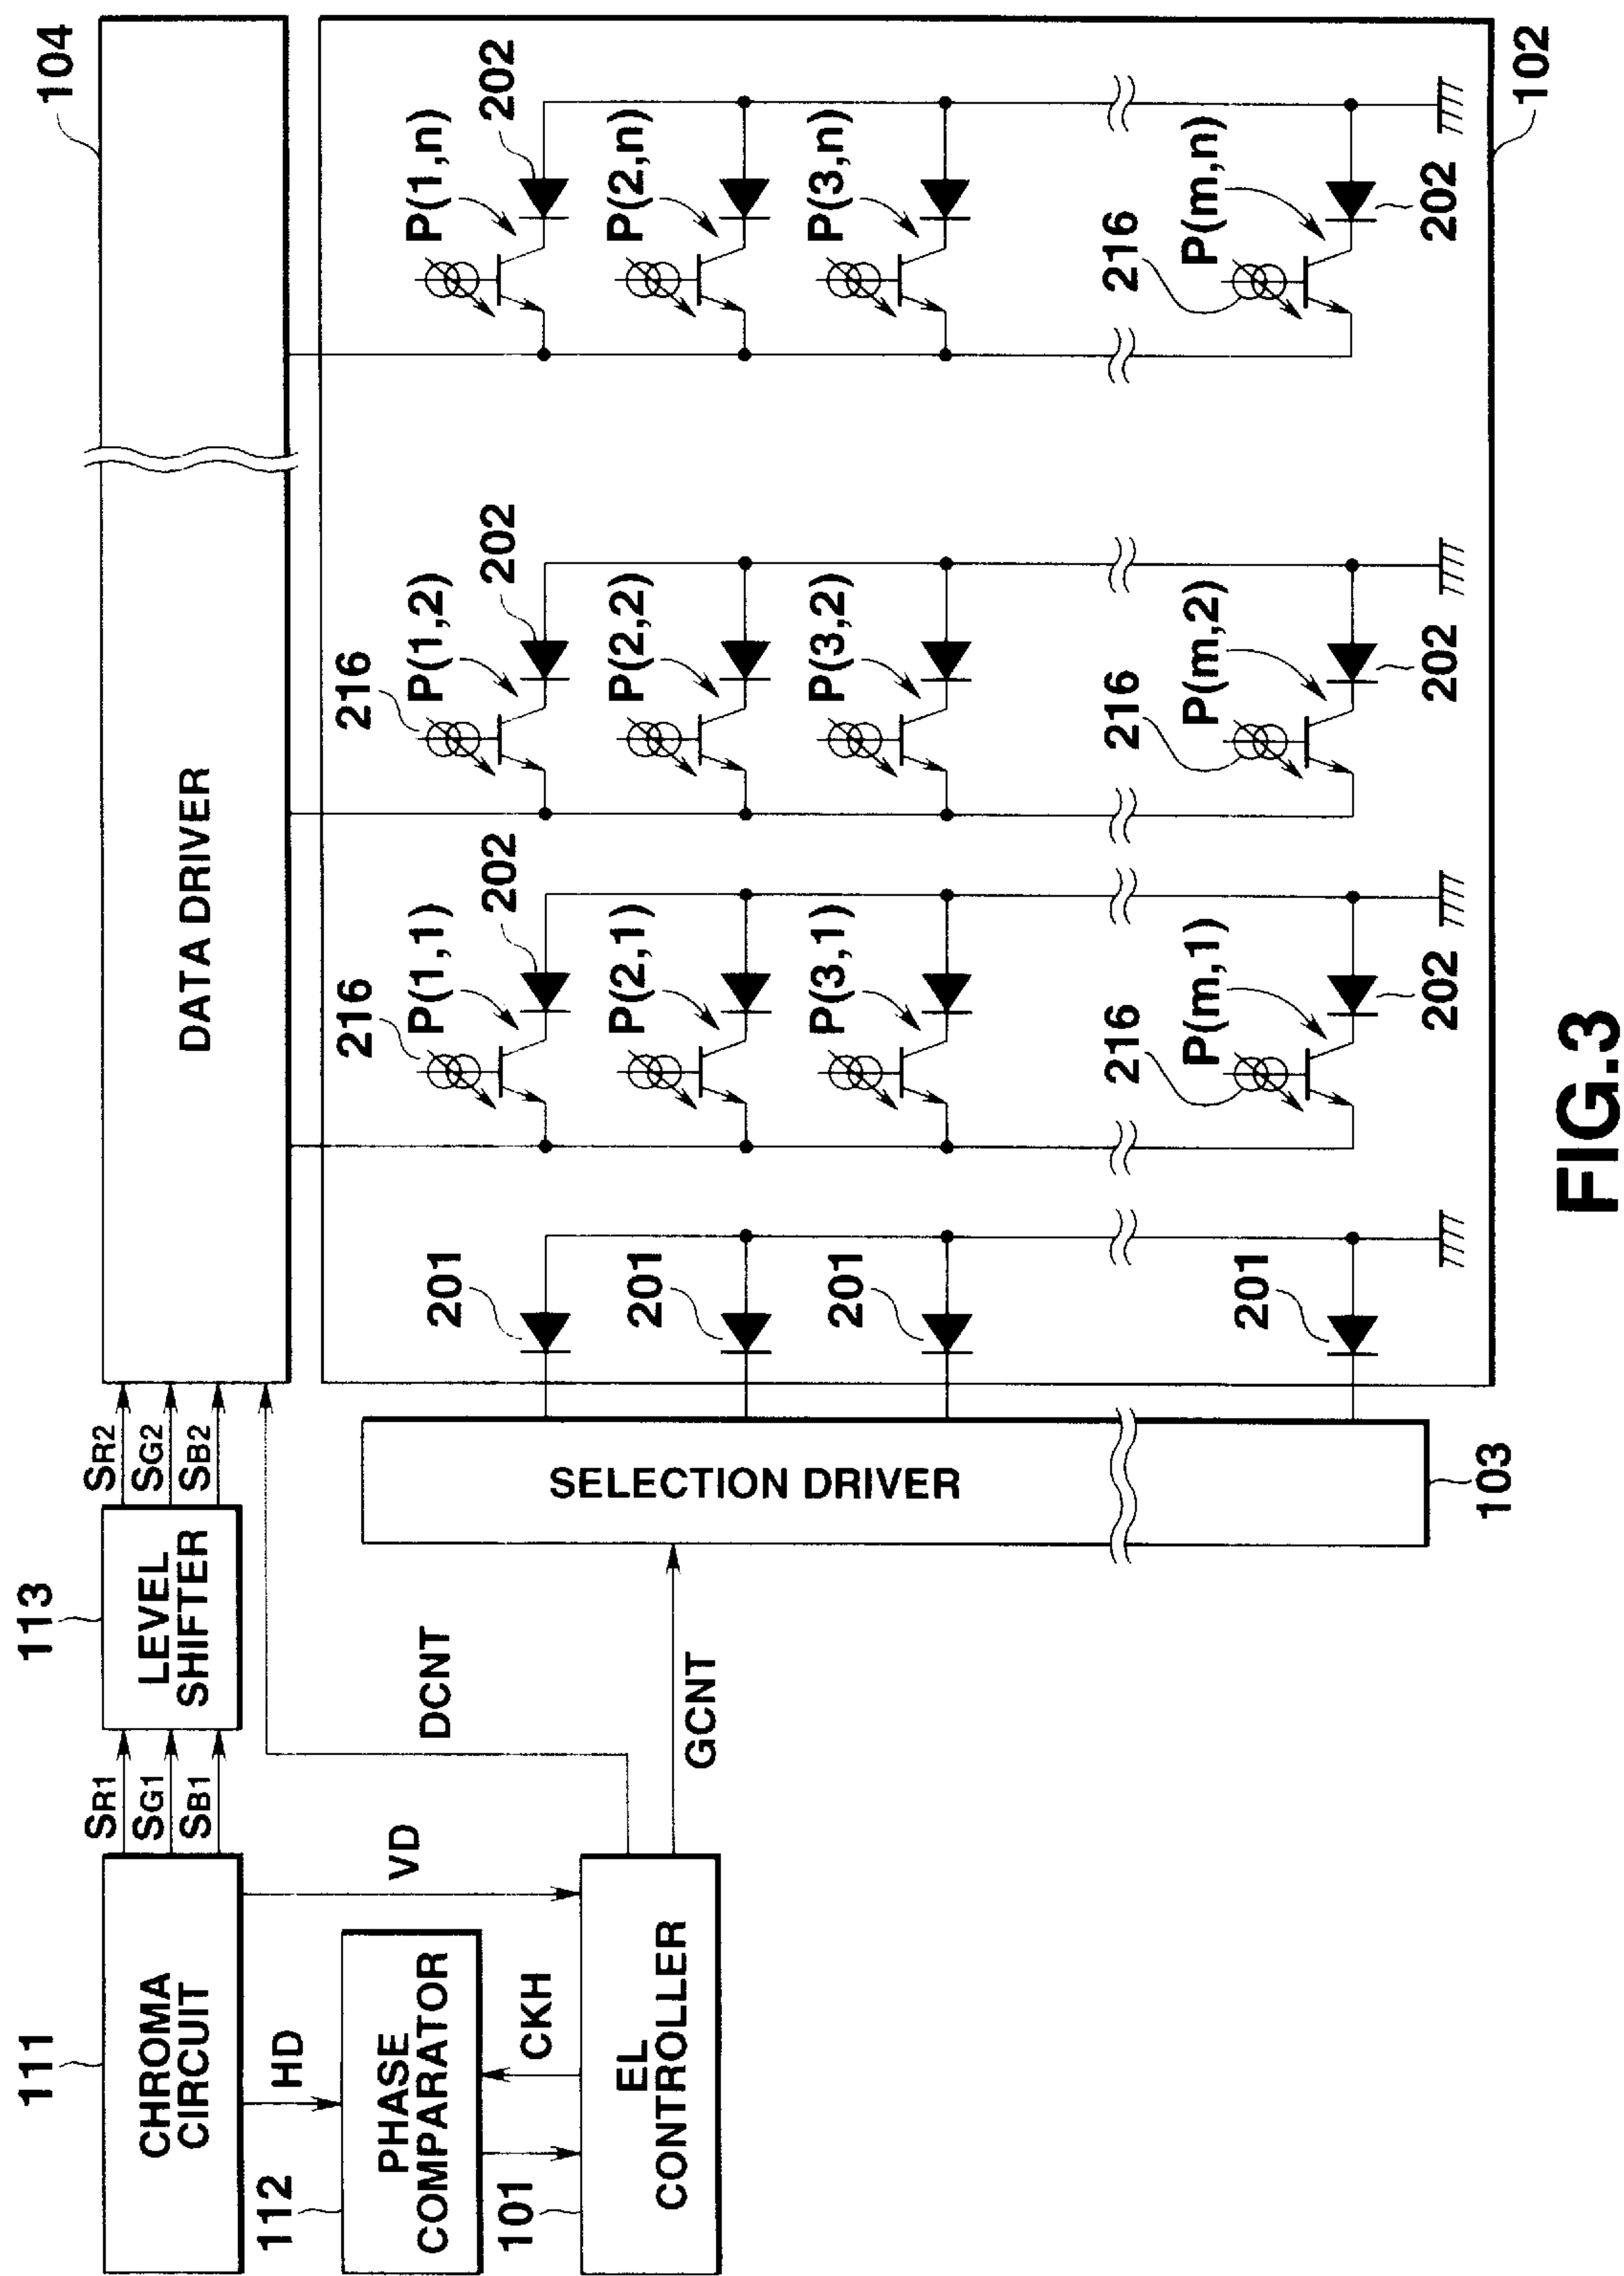 111
CHROMA
CIRCUIT
SR1
SG1
SB1
113
LEVEL
SHIFTER
SR2
SG2
SB2
104
DATA DRIVER
HD
VD
DCNT
112
PHASE
COMPARATOR
CKH
101
EL
CONTROLLER
GCNT
SELECTION DRIVER
103
102
201
216
P(1,1)
202
216
P(1,2)
202
P(1,n)
202
201
P(2,1)
P(2,2)
P(2,n)
201
P(3,1)
P(3,2)
P(3,n)
201
216
P(m,1)
202
216
P(m,2)
202
216
P(m,n)
202
FIG.3